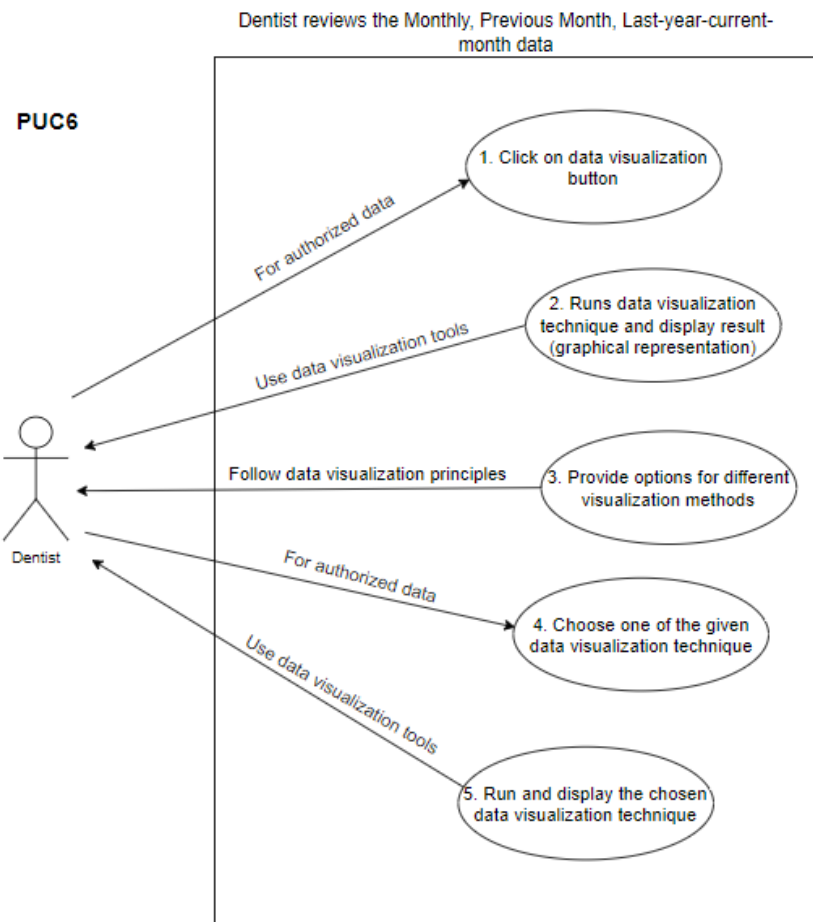 Dentist reviews the Monthly, Previous Month, Last-year-current-
month data
PUC6
1. Click on data visualization
button
For authorized data
2. Runs data visualization
technique and display result
(graphical representation)
Use data visualization tools
Follow data visualization principles
3. Provide options for different
visualization methods
Dentist
For authorized data
4. Choose one of the given
data visualization technique
Use data visualization tools
5. Run and display the chosen
data visualization technique